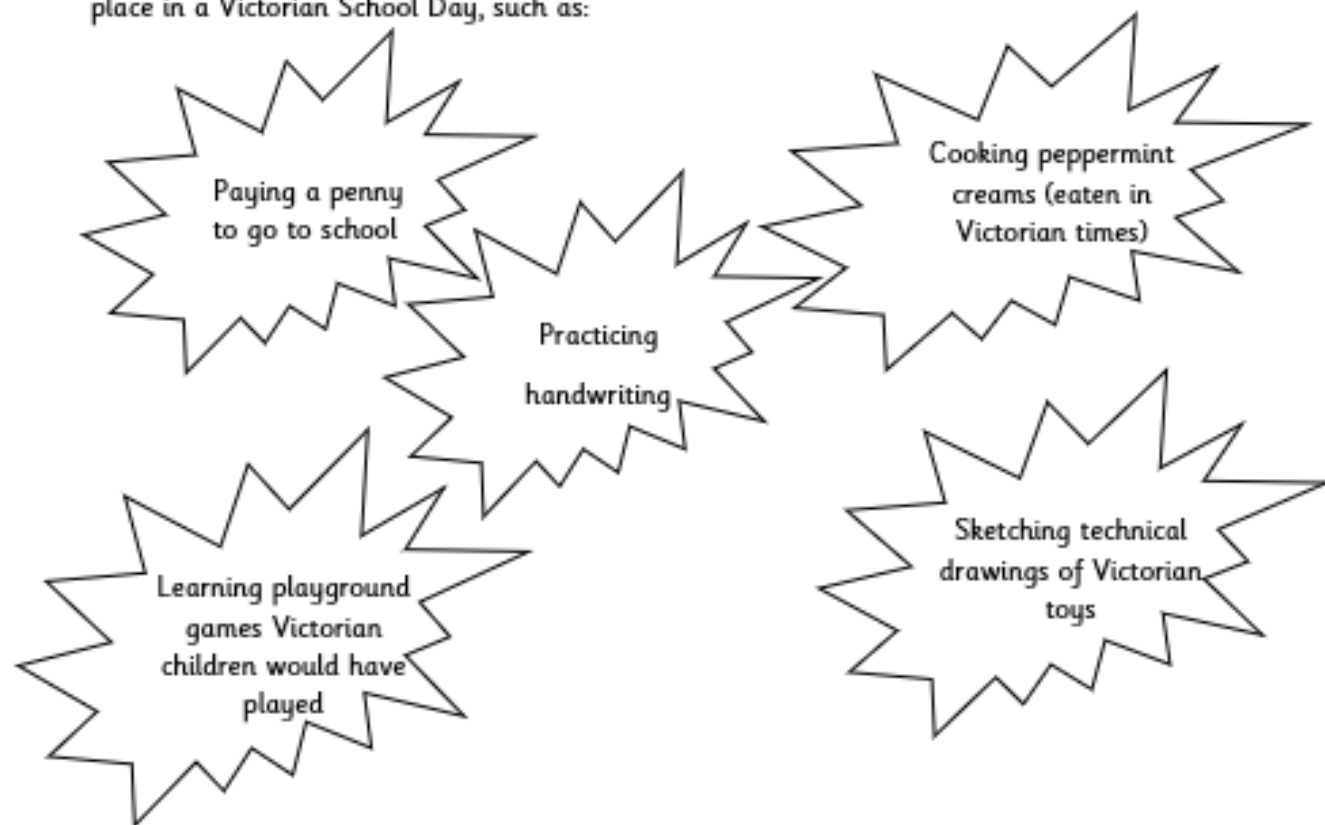 place in a Victorian School Day, such as:
Paying a penny
to go to school
Cooking peppermint
creams (eaten in
Victorian times)
Practicing
handwriting
Learning playground
games Victorian
children would have
played
Sketching technical
drawings of Victorian
toys